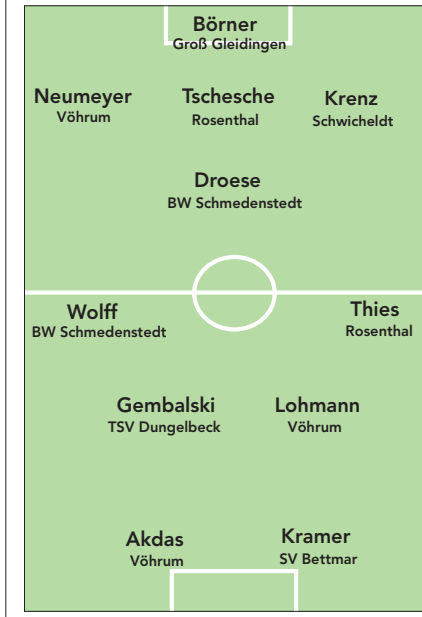 Börner
Groß Gleidingen
Neumeyer
Vöhrum
Tschesche
Rosenthal
Krenz
Schwicheldt
Droese
BW Schmedenstedt
Wolff
BW Schmedenstedt
Thies
Rosenthal
Gembalski
TSV Dungelbeck
Lohmann
Vöhrum
Akdas
Vöhrum
Kramer
SV Bettmar